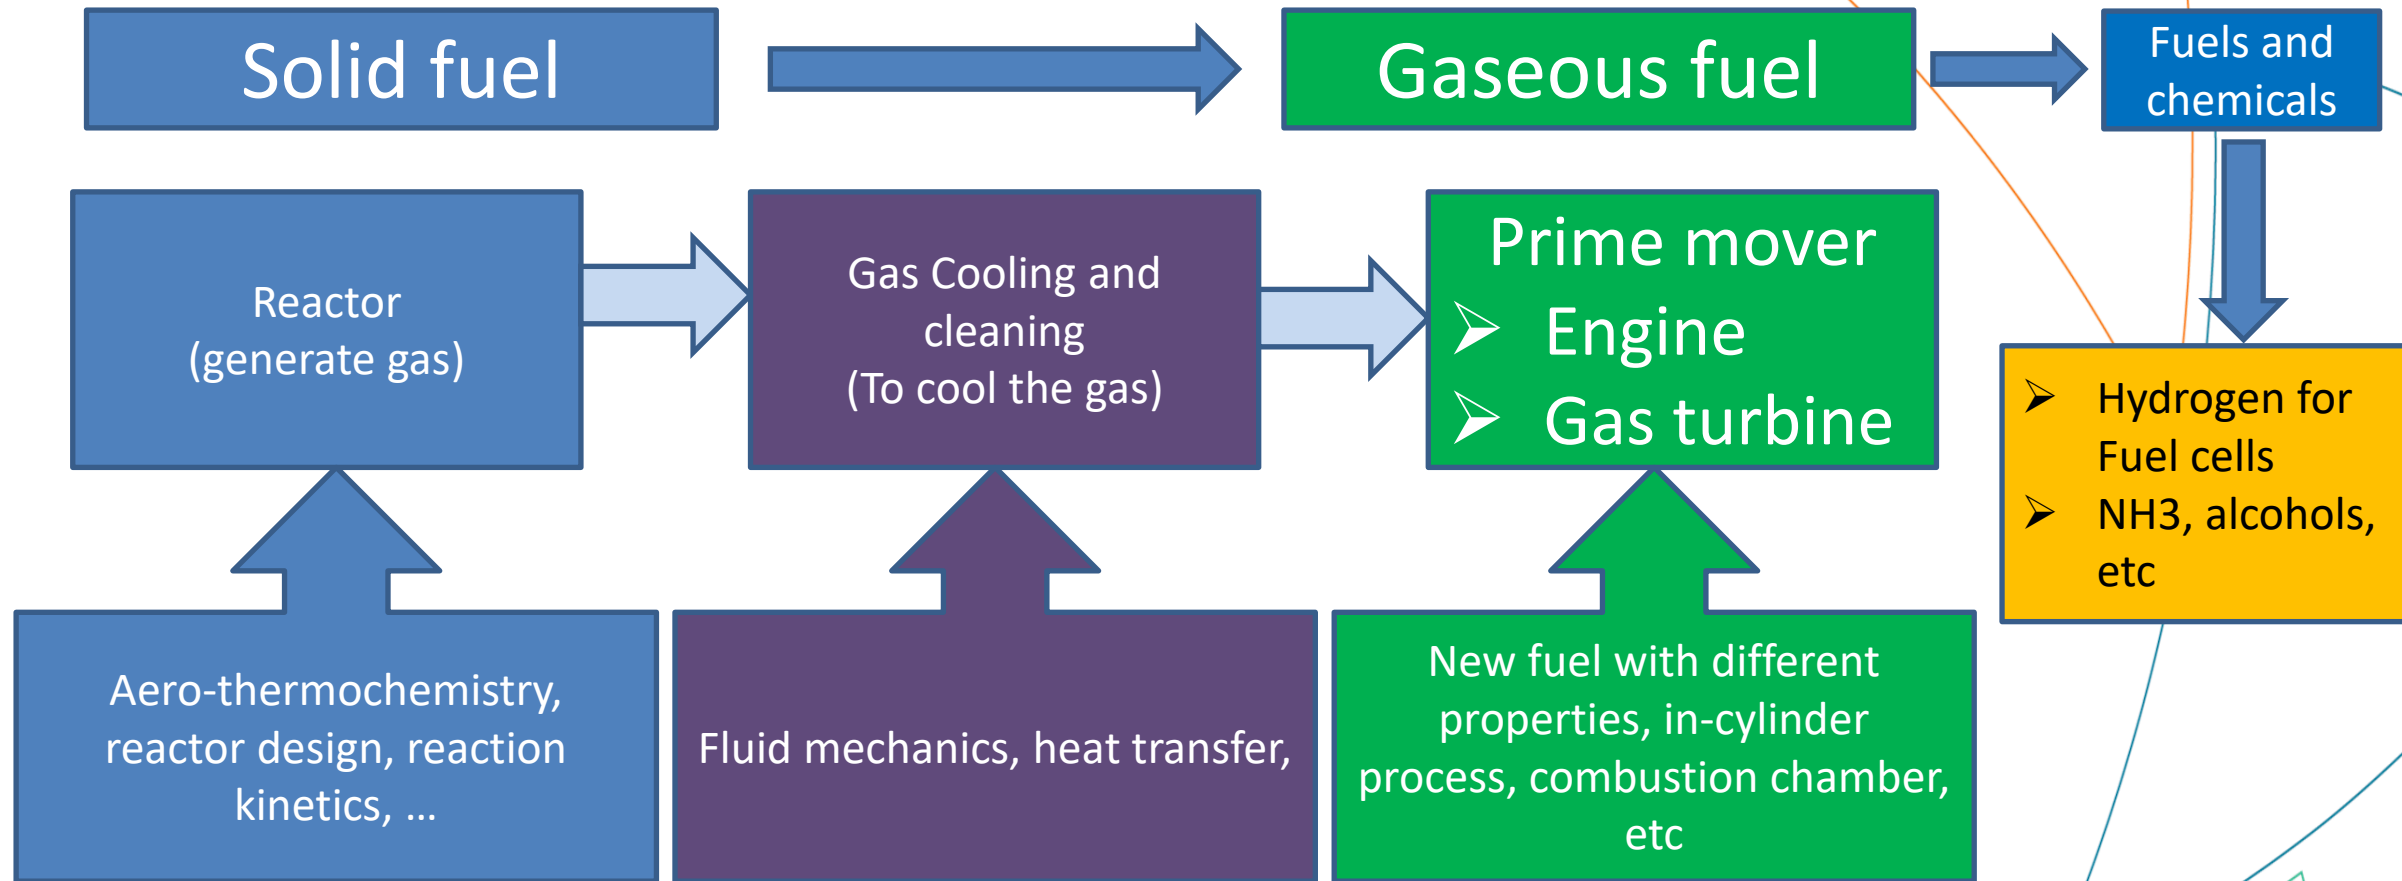 Solid fuel
Gaseous fuel
Fuels and
chemicals
Reactor
(generate gas)
Gas Cooling and
cleaning
(To cool the gas)
Prime mover
➢ Engine
➢ Gas turbine
➢ Hydrogen for
Fuel cells
➢ NH3, alcohols,
etc
Aero-thermochemistry,
reactor design, reaction
kinetics, …
Fluid mechanics, heat transfer,
New fuel with different
properties, in-cylinder
process, combustion chamber,
etc